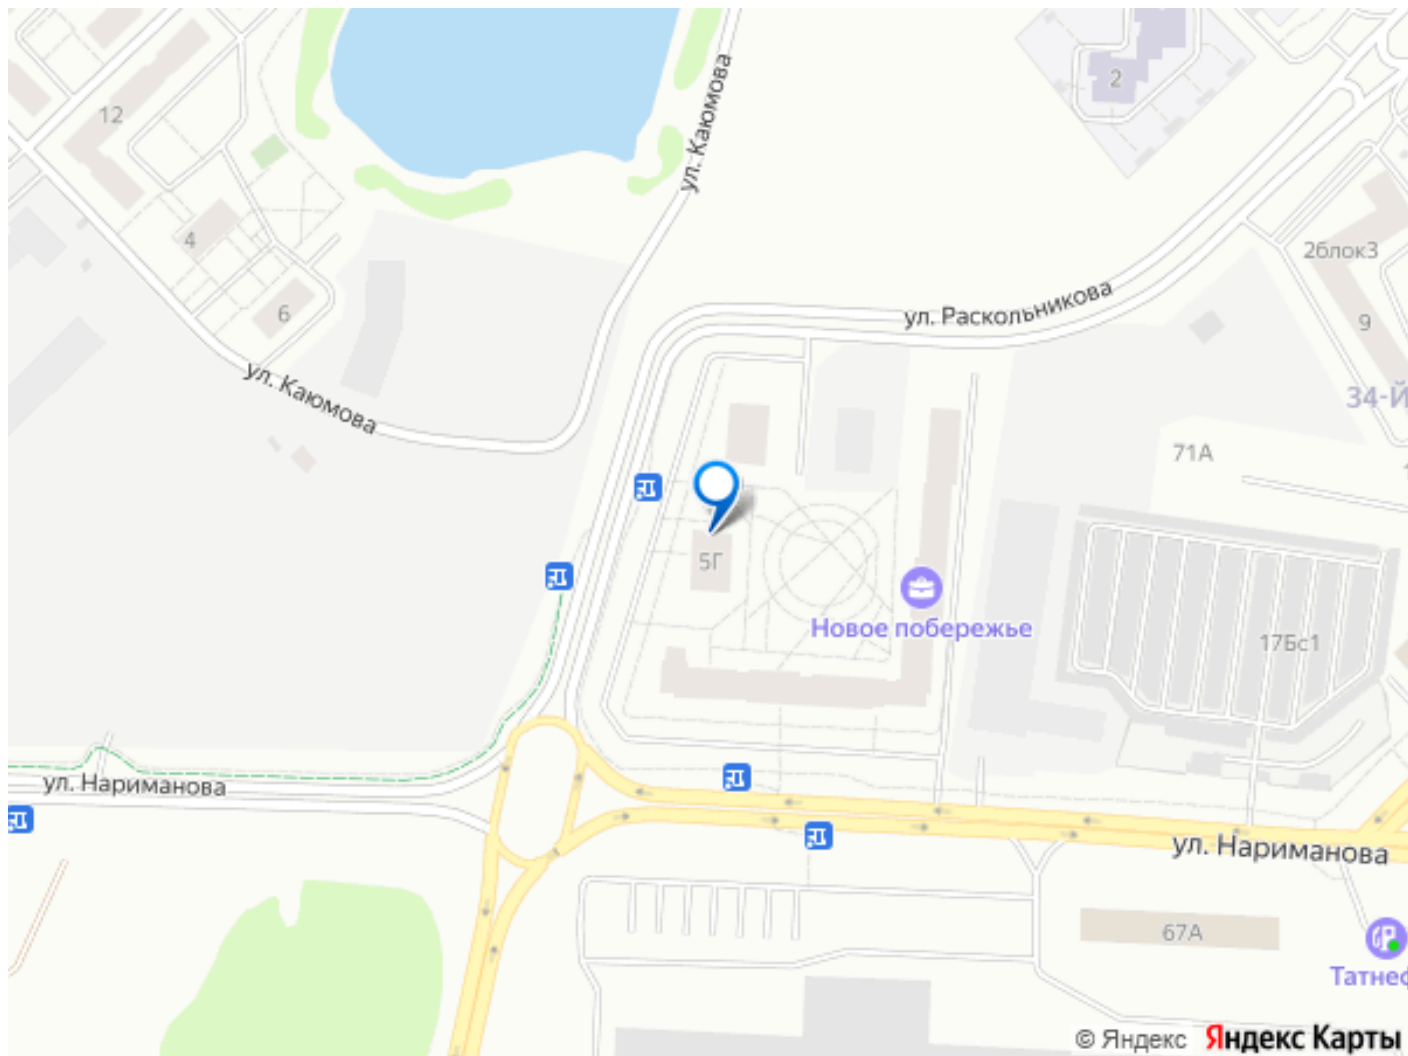 2
12
ул. Каюмова
4
2блок3
6
ул. Раскольникова
9
ул. Каюмова
34-Й
71А
5Г
Новое побережье
17Бс1
ул. Нариманова
ул. Нариманова
67А
Татнеф
© Яндекс Яндекс Карты